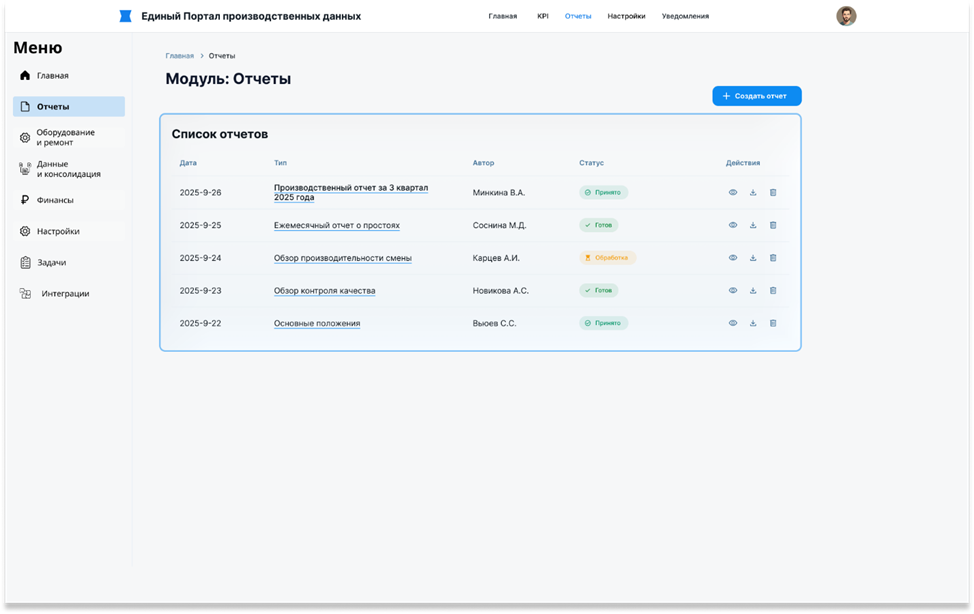 Единый Портал производственных данных
Главная KPI Отчеты Настройки Уведомления
Меню
Главная
Отчеты
Оборудование
и ремонт
Данные
и консолидация
Финансы
Настройки
Задачи
Интеграции
Главная > Отчеты
Модуль: Отчеты
+ Создать отчет
Список отчетов
Дата Тип Автор Статус Действия
2025-9-26 Производственный отчет за 3 квартал
2025 года Минкина В.А. Принято
2025-9-25 Ежемесячный отчет о простоях Соснина М.Д. Готов
2025-9-24 Обзор производительности смены Карцев А.И. Обработка
2025-9-23 Обзор контроля качества Новикова А.С. Готов
2025-9-22 Основные положения Вьюев С.С. Принято